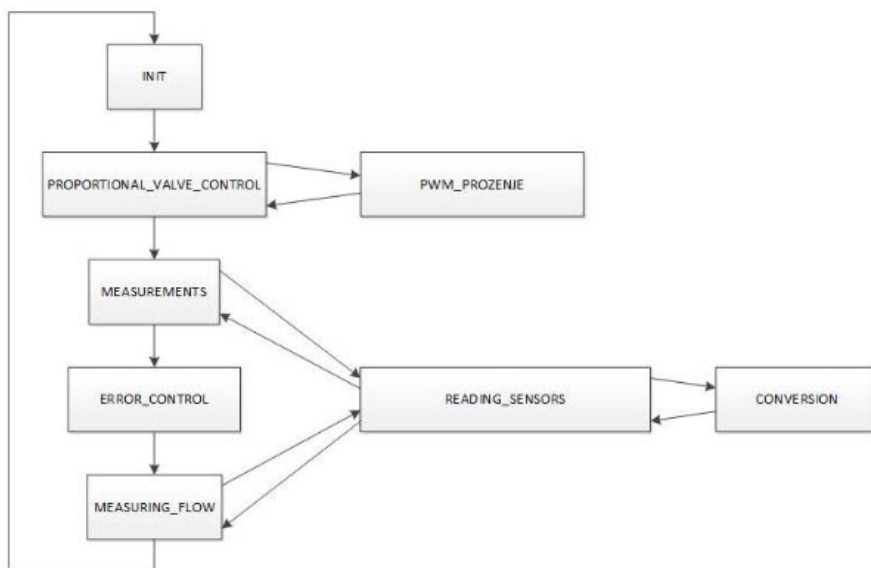 INIT
PROPORTIONAL_VALVE_CONTROL
PWM_PROZENJE
MEASUREMENTS
ERROR_CONTROL
READING_SENSORS
CONVERSION
MEASURING_FLOW